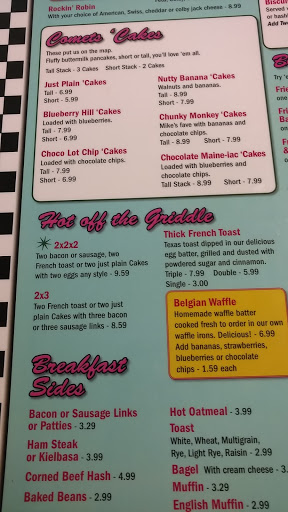 Rockin' Robin
With your choice of American, Swiss, cheddar or colby jack cheese - 8.99
Comets 'Cakes
These put us on the map.
Fluffy buttermilk pancakes, short or tall, you'll love 'em all.
Tall Stack - 3 Cakes Short Stack - 2 Cakes
Just Plain 'Cakes
Tall - 6.99
Short - 5.99
Blueberry Hill 'Cakes
Loaded with blueberries.
Tall - 7.99
Short - 6.99
Choco Lot Chip 'Cakes
Loaded with chocolate chips.
Tall - 7.99
Short - 6.99
Nutty Banana 'Cakes
Walnuts and bananas.
Tall - 8.99
Short - 7.99
Chunky Monkey 'Cakes
Mike's fave with bananas and
chocolate chips.
Tall - 8.99 Short - 7.99
Chocolate Maine-iac 'Cakes
Loaded with blueberries and
chocolate chips.
Tall Stack - 8.99 Short - 7.99
Hot off the Griddle
2x2x2
Two bacon or sausage, two
French toast or two just plain Cakes
with two eggs any style - 9.59
2x3
Two French toast or two just
plain Cakes with three bacon
or three sausage links - 8.59
Thick French Toast
Texas toast dipped in our delicious
egg batter, grilled and dusted with
powdered sugar and cinnamon.
Triple - 7.99 Double - 5.99
Single - 3.00
Belgian Waffle
Homemade waffle batter
cooked fresh to order in our own
waffle irons. Delicious! - 6.99
Add bananas, strawberries,
blueberries or chocolate
chips - 1.59 each
Breakfast
Sides
Bacon or Sausage Links
or Patties - 3.29
Ham Steak
or Kielbasa - 3.99
Corned Beef Hash - 4.99
Baked Beans - 2.99
Hot Oatmeal - 3.99
Toast
White, Wheat, Multigrain,
Rye, Light Rye, Raisin - 2.99
Bagel With cream cheese - 3.
Muffin - 3.29
English Muffin - 2.99
Biscu
Served
or hash
Add Two
B
Try 'e
Frie
Frie